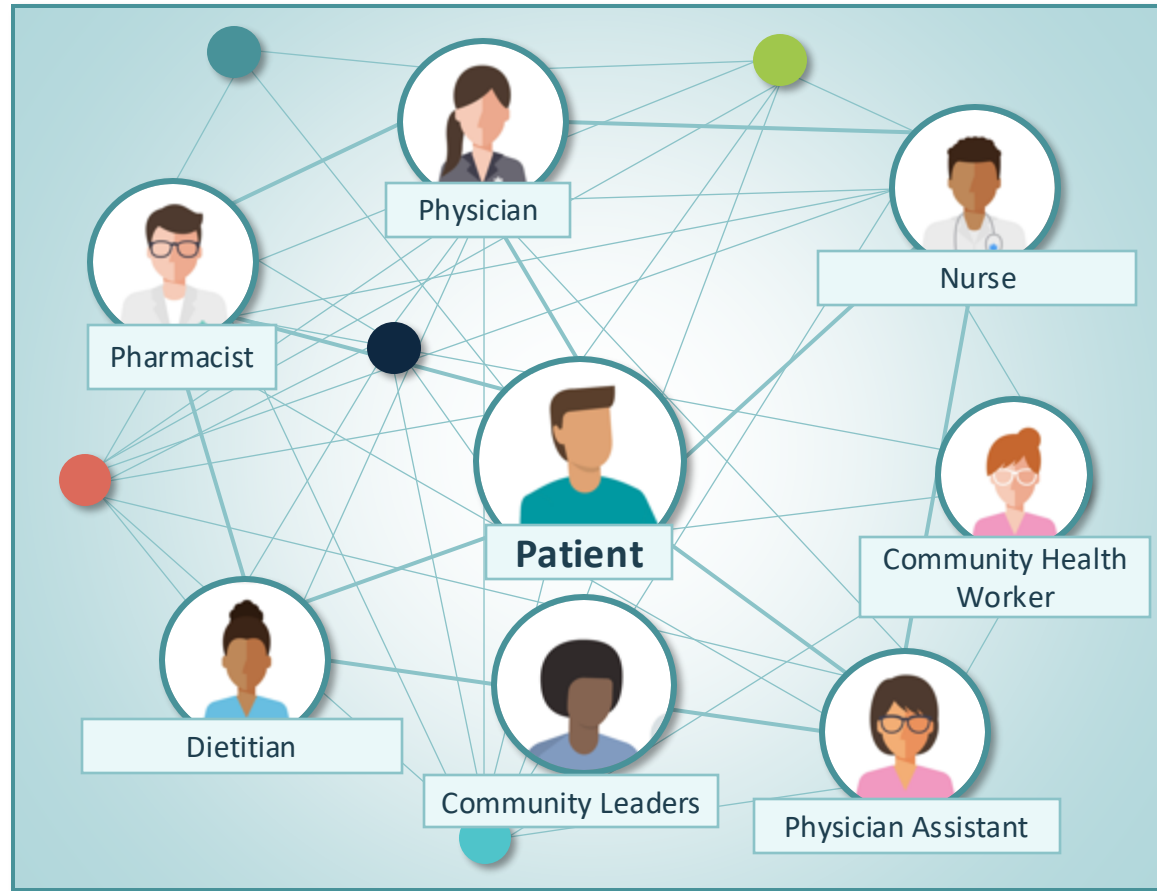 Physician
Nurse
Pharmacist
Patient
Community Health
Worker
Dietitian
Community Leaders
Physician Assistant